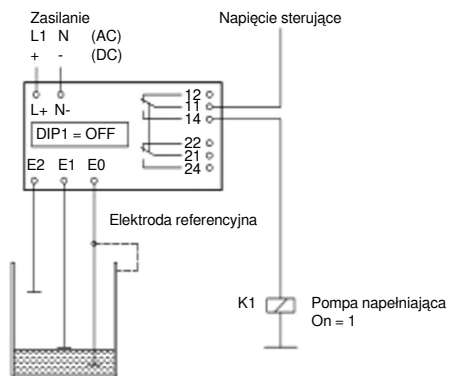 Zasilanie
L1 N (AC)
+ - (DC)
Napięcie sterujące
L+ N-
DIP1 = OFF
E2 E1 E0
12
11
14
22
21
24
Elektroda referencyjna
K1
Pompa napełniająca
On = 1